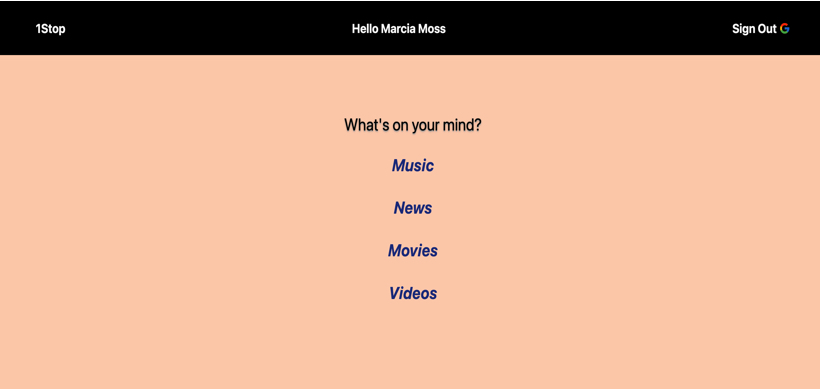 1Stop Hello Marcia Moss Sign Out
What's on your mind?
Music
News
Movies
Videos